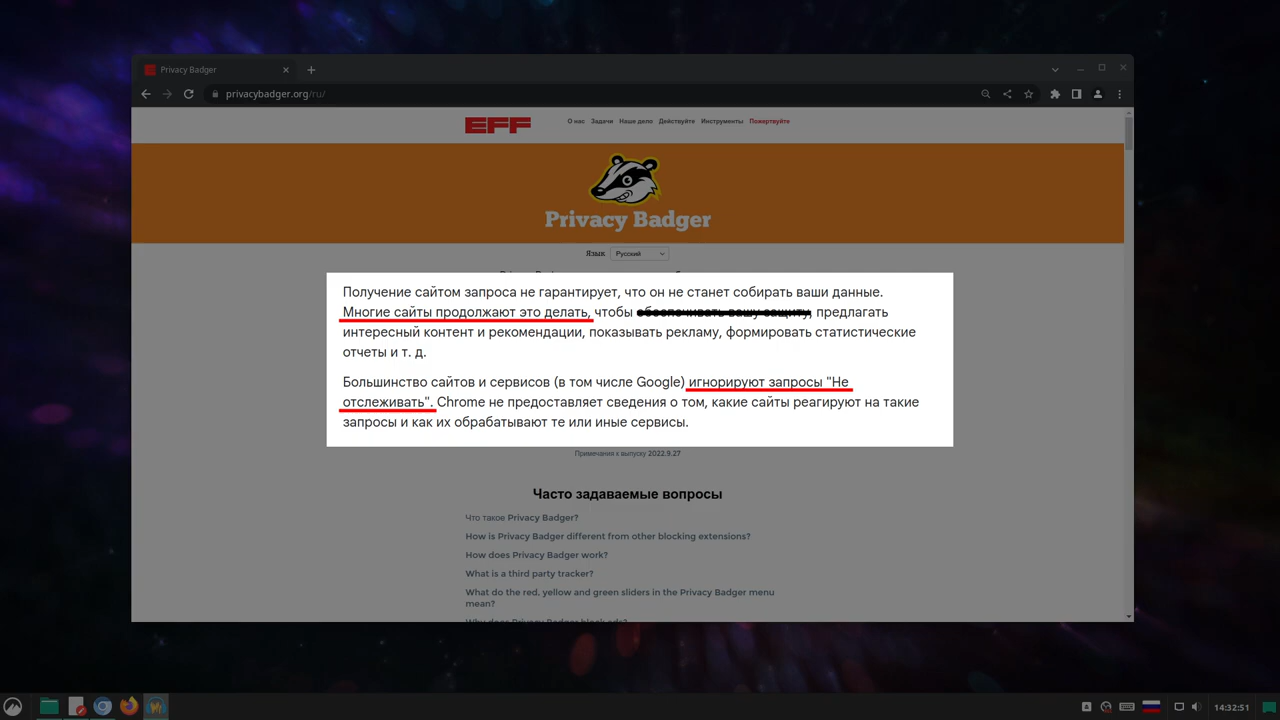 Privacy Badger
privacybadger.org/ru/
EFF
О нас Задачи Наше дело Действуйте Инструменты Пожертвуйте
Privacy Badger
Язык Русский
Получение сайтом запроса не гарантирует, что он не станет собирать ваши данные.
Многие сайты продолжают это делать, чтобы обеспечивать вашу защиту, предлагать
интересный контент и рекомендации, показывать рекламу, формировать статистические
отчеты и т. д.
Большинство сайтов и сервисов (в том числе Google) игнорируют запросы "Не
отслеживать". Chrome не предоставляет сведения о том, какие сайты реагируют на такие
запросы и как их обрабатывают те или иные сервисы.
Примечания к выпуску 2022.9.27
Часто задаваемые вопросы
Что такое Privacy Badger?
How is Privacy Badger different from other blocking extensions?
How does Privacy Badger work?
What is a third party tracker?
What do the red, yellow and green sliders in the Privacy Badger menu
mean?
Why does Privacy Badger block ads?
14:32:51